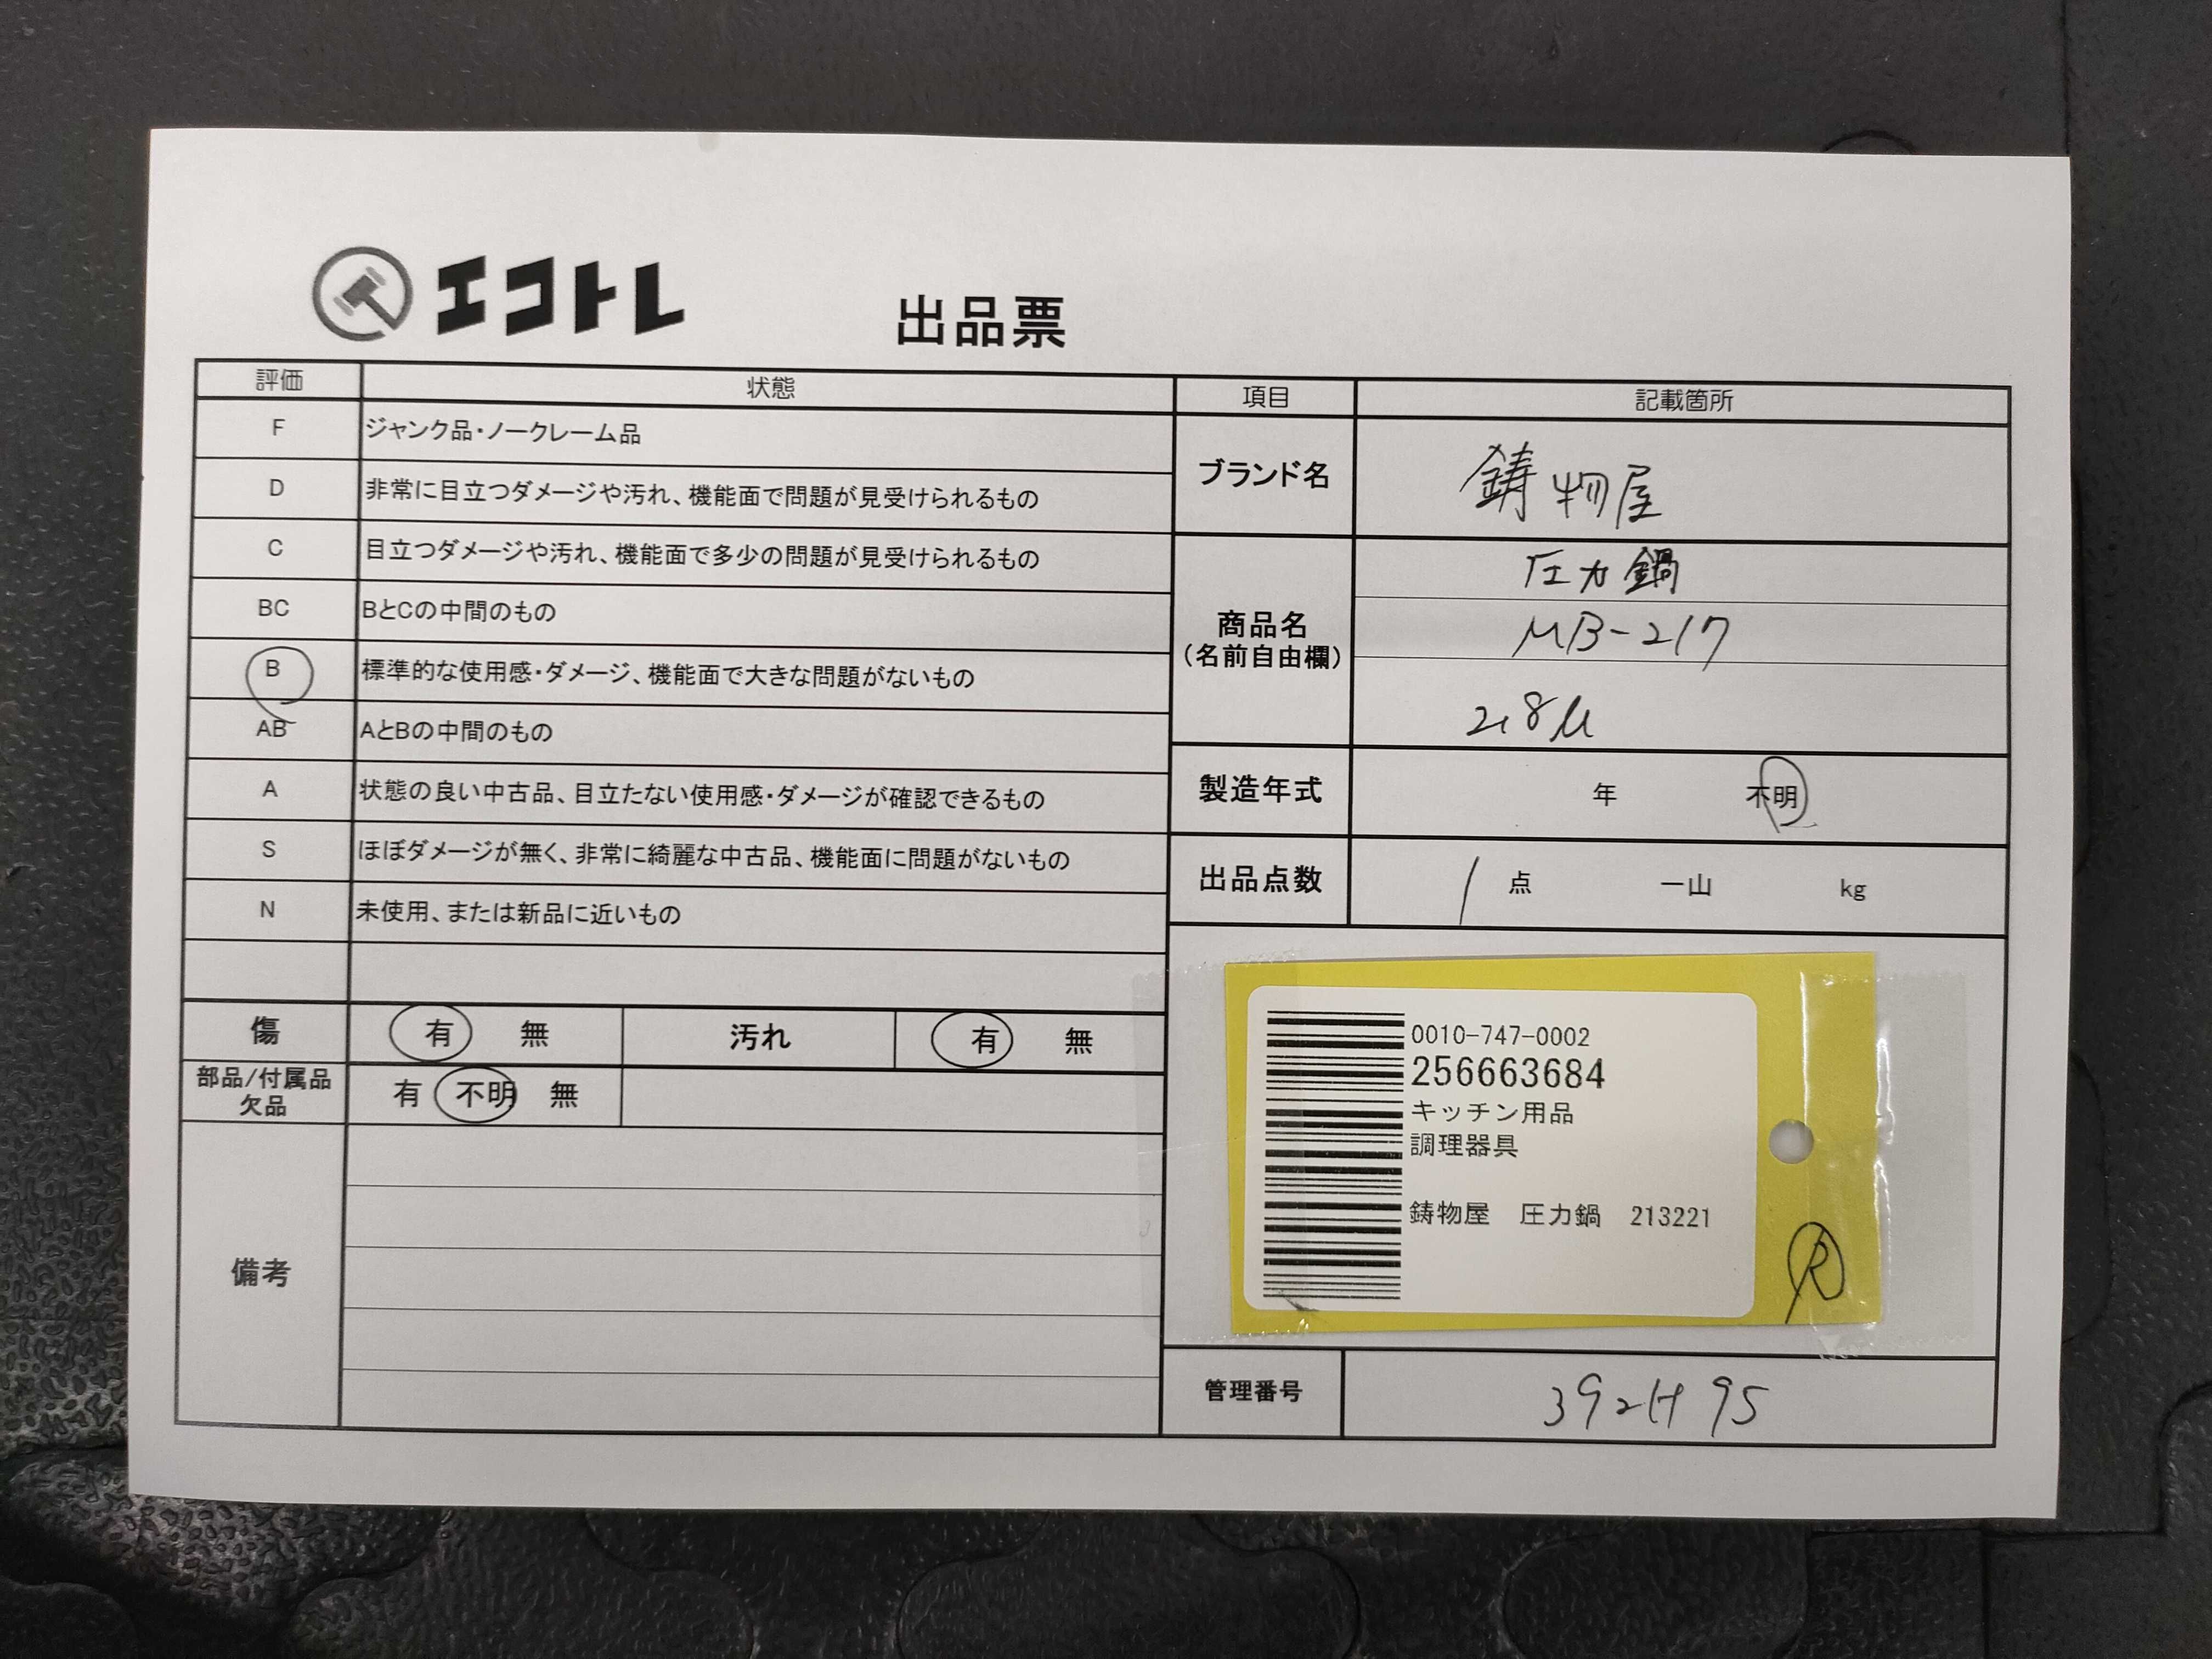 エコトレ
出品票
評価 状態
F ジャンク品・ノークレーム品
D 非常に目立つダメージや汚れ、機能面で問題が見受けられるもの
C 目立つダメージや汚れ、機能面で多少の問題が見受けられるもの
BC BとCの中間のもの
B 標準的な使用感・ダメージ、機能面で大きな問題がないもの
AB AとBの中間のもの
A 状態の良い中古品、目立たない使用感・ダメージが確認できるもの
S ほぼダメージが無く、非常に綺麗な中古品、機能面に問題がないもの
N 未使用、または新品に近いもの
傷 有 無 汚れ 有 無
部品/付属品
欠品
有 不明 無
備考
項目 記載箇所
ブランド名 鋳物屋
商品名
(名前自由欄)
圧力鍋
MB-217
製造年式 年 不明
出品点数 1 点 一山 kg
0010-747-0002
256663684
キッチン用品
調理器具
鋳物屋 圧力鍋 213221
R
管理番号 392H95